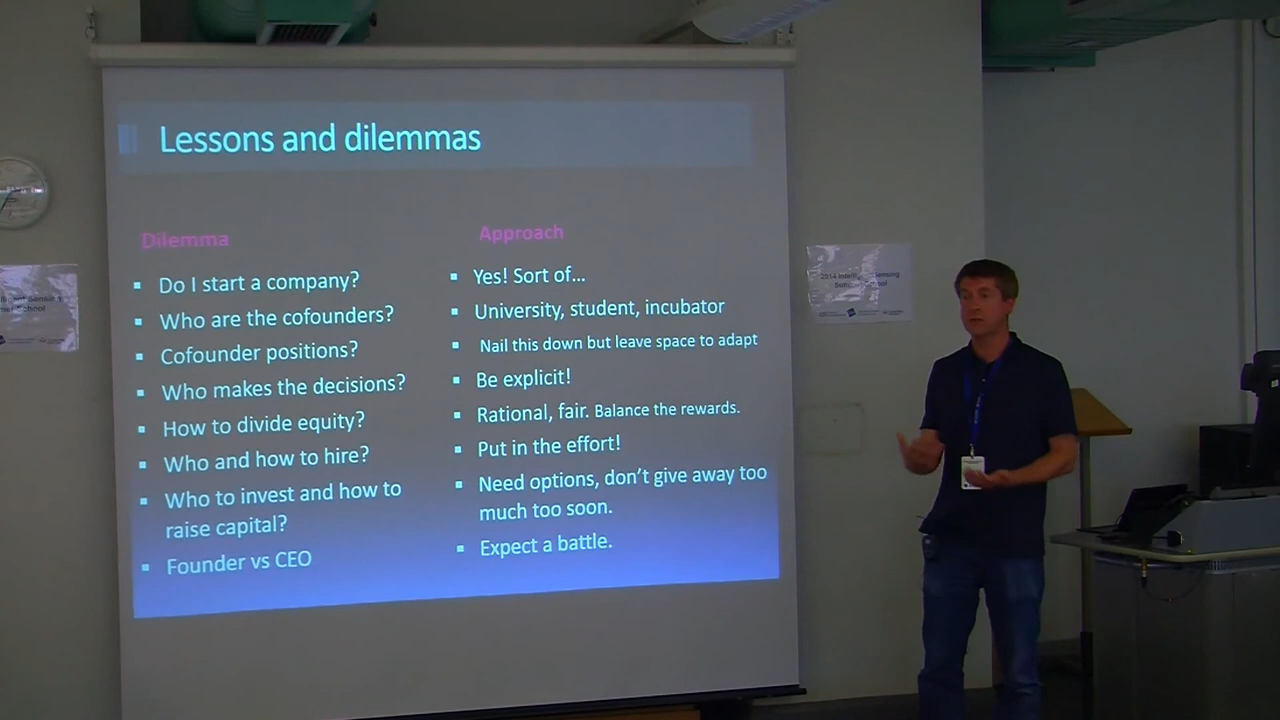 Lessons and dilemmas
Dilemma
▪ Do I start a company?
▪ Who are the cofounders?
▪ Cofounder positions?
▪ Who makes the decisions?
▪ How to divide equity?
▪ Who and how to hire?
▪ Who to invest and how to
raise capital?
▪ Founder vs CEO
Approach
▪ Yes! Sort of...
▪ University, student, incubator
▪ Nail this down but leave space to adapt
▪ Be explicit!
▪ Rational, fair. Balance the rewards.
▪ Put in the effort!
▪ Need options, don't give away too
much too soon.
▪ Expect a battle.
2014 Intelligent Sensing
Summer School